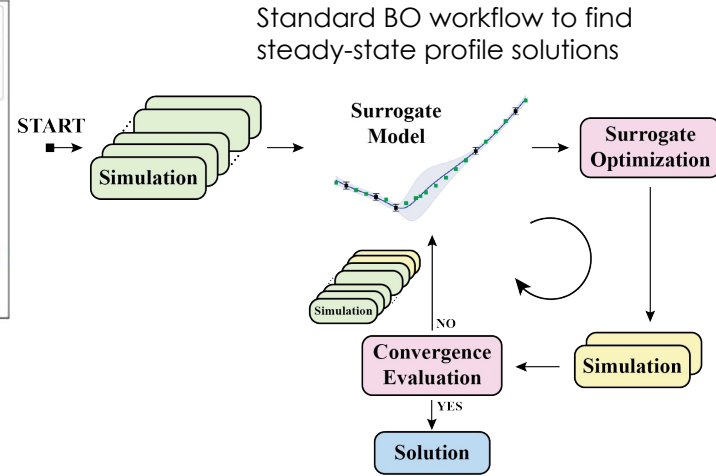 Standard BO workflow to find
steady-state profile solutions
START
Simulation
Surrogate
Model
Surrogate
Optimization
Simulation
NO
Convergence
Evaluation
Simulation
YES
Solution